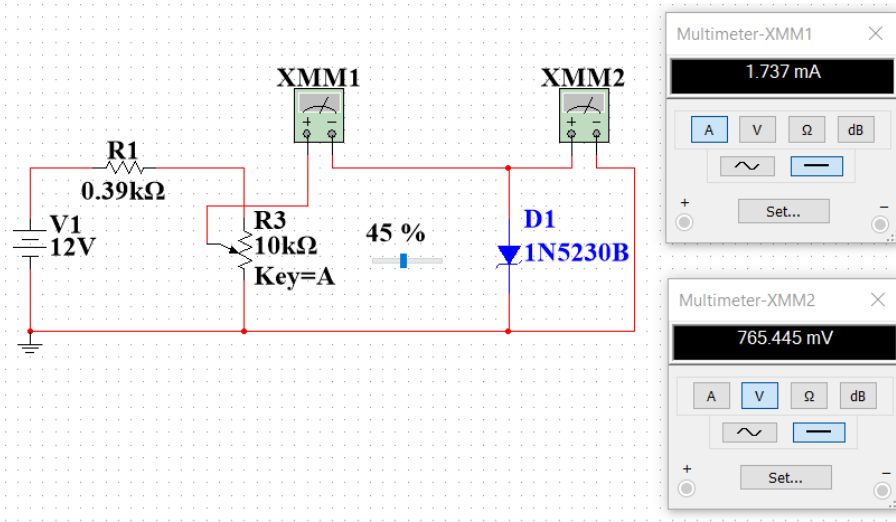 XMM1
XMM2
R1
0.39kΩ
V1
12V
R3
10kΩ
Key=A
45 %
D1
1N5230B
Multimeter-XMM1
1.737 mA
A V Ω dB
+ Set... −
Multimeter-XMM2
765.445 mV
A V Ω dB
+ Set... −